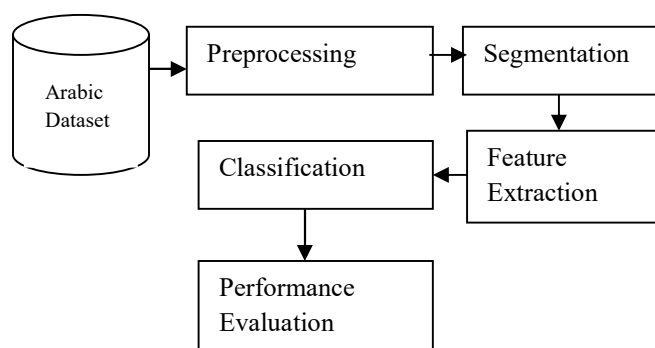 Arabic
Dataset
Preprocessing
Segmentation
Feature
Extraction
Classification
Performance
Evaluation